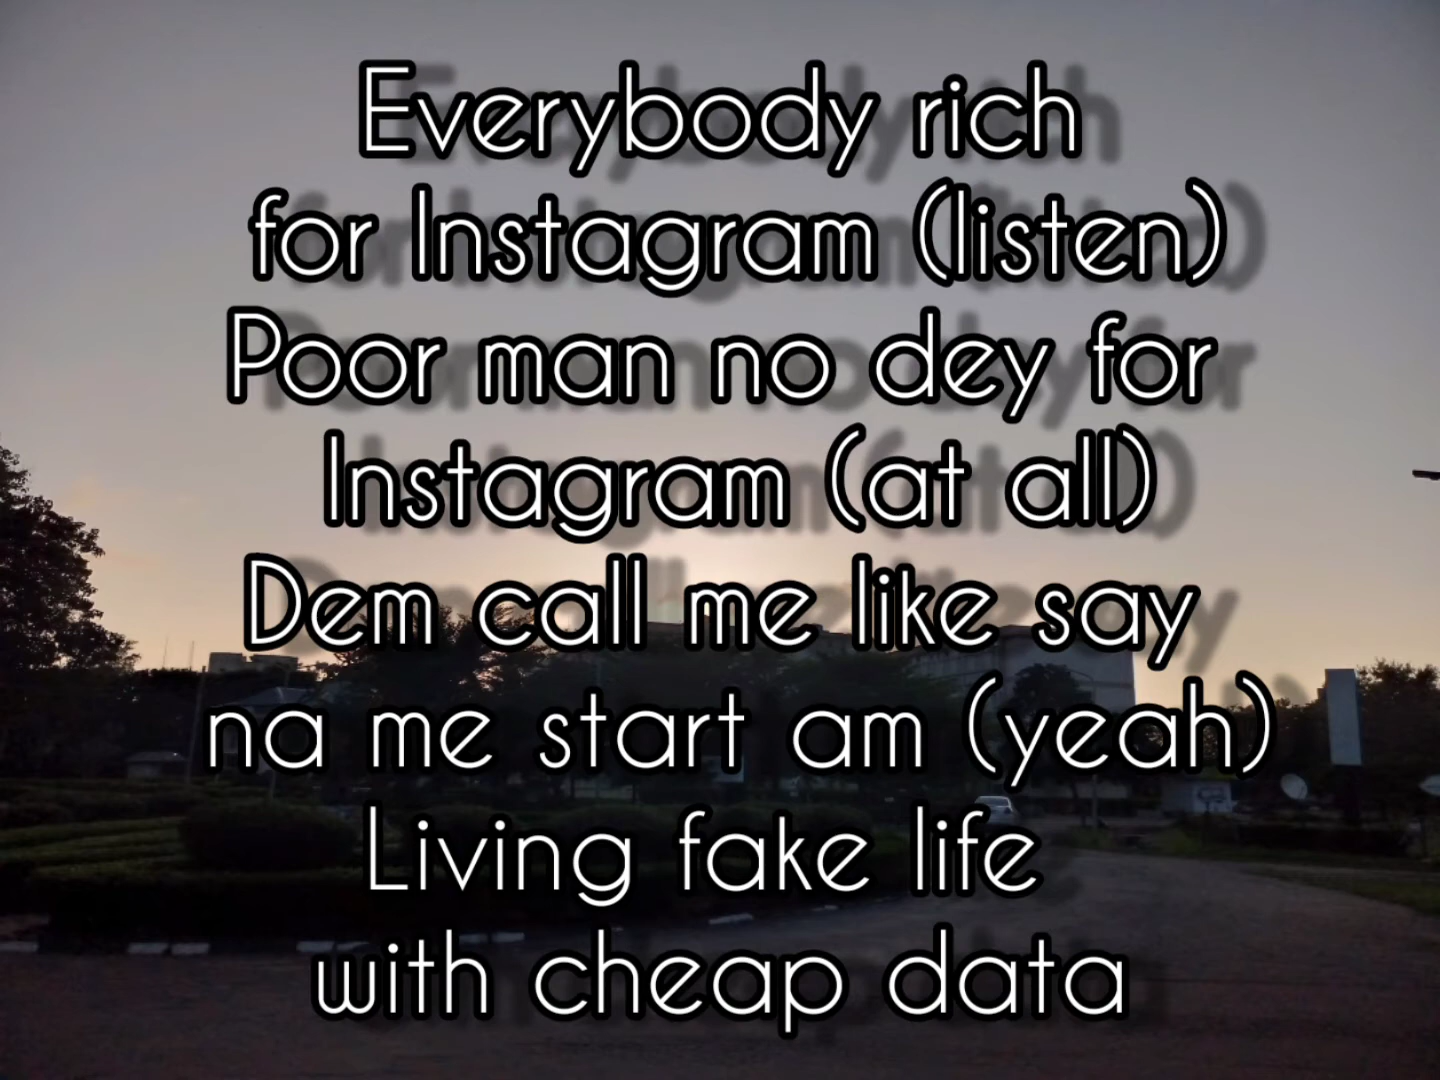 Everybody rich
for Instagram (listen)
Poor man no dey for
Instagram (at all)
Dem call me like say
na me start am (yeah)
Living fake life
with cheap data